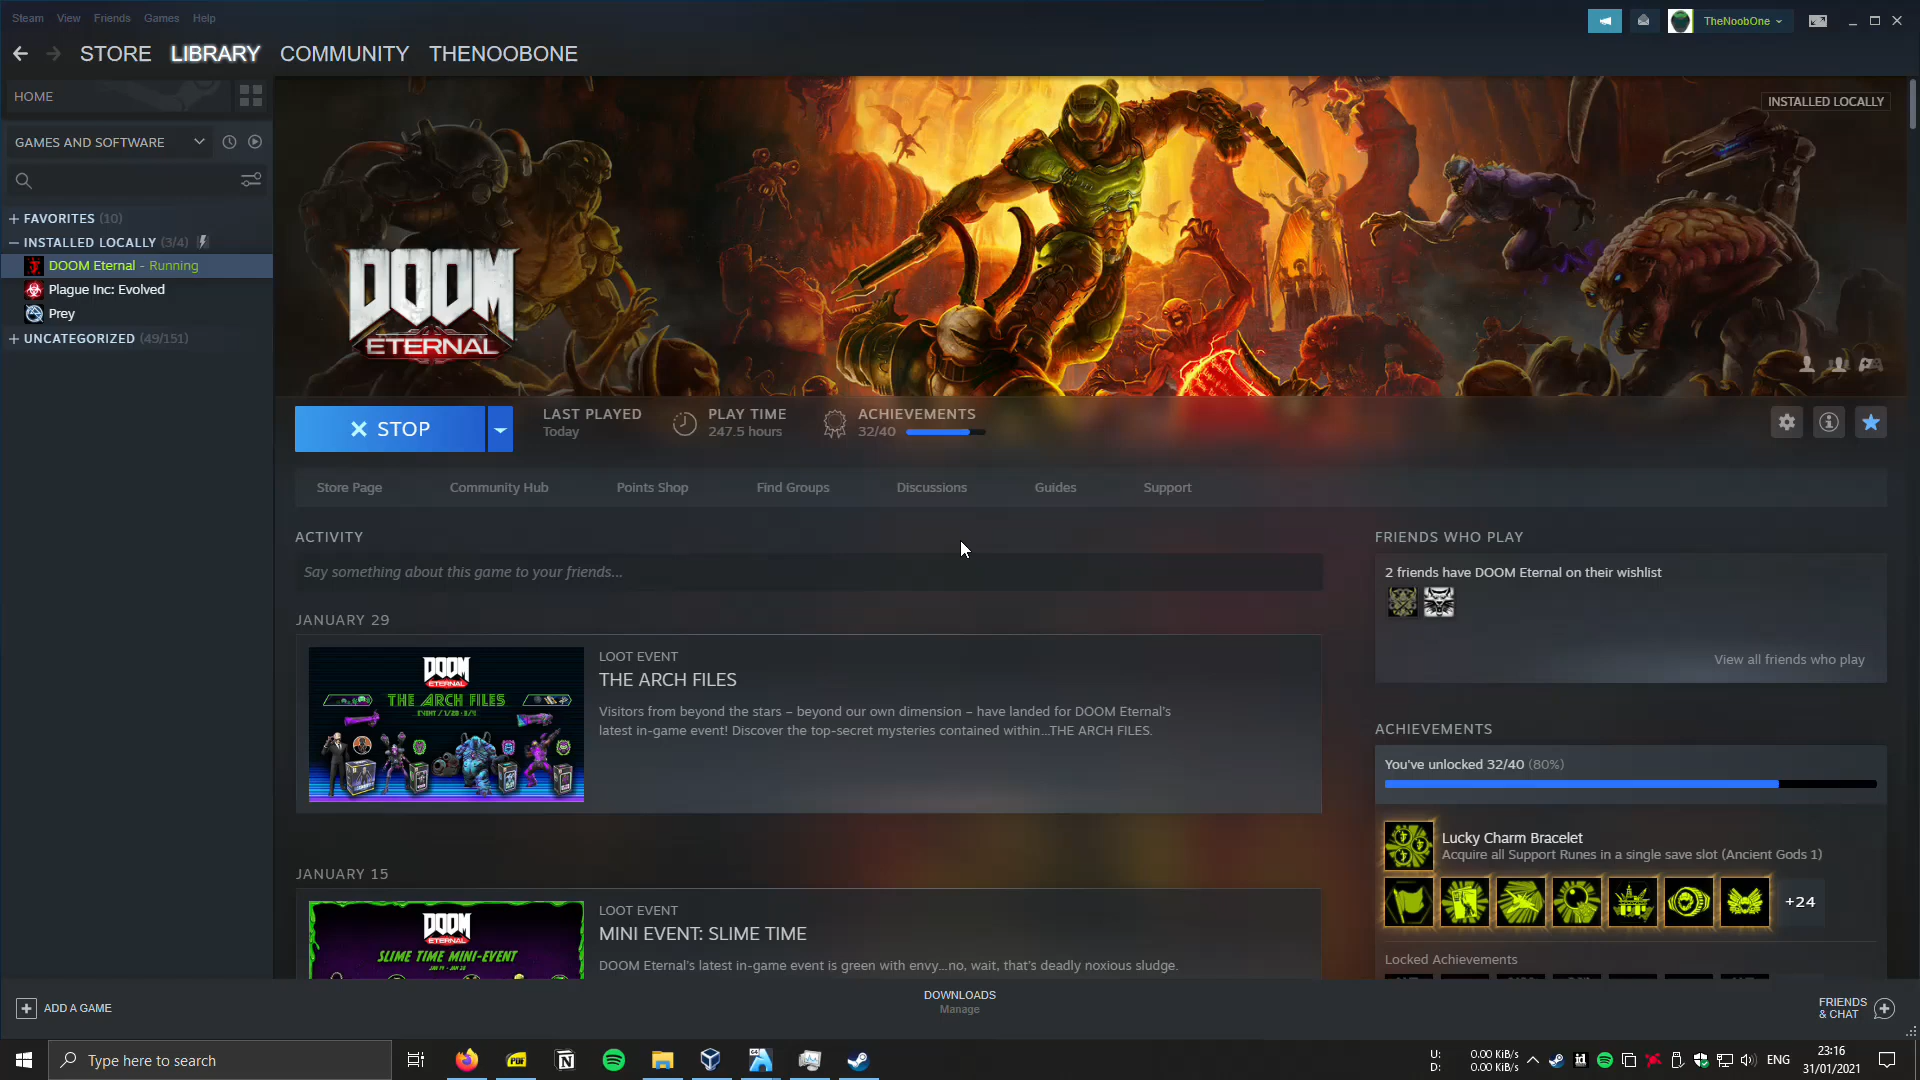 Steam View Friends Games Help
TheNoobOne
STORE LIBRARY COMMUNITY THENOOBONE
HOME
INSTALLED LOCALLY
GAMES AND SOFTWARE
+ FAVORITES (10)
— INSTALLED LOCALLY (3/4)
DOOM Eternal - Running
Plague Inc: Evolved
Prey
+ UNCATEGORIZED (49/151)
DOOM
ETERNAL
STOP
LAST PLAYED
Today
PLAY TIME
247.5 hours
ACHIEVEMENTS
32/40
Store Page Community Hub Points Shop Find Groups Discussions Guides Support
ACTIVITY
Say something about this game to your friends...
JANUARY 29
DOOM
ETERNAL
THE ARCH FILES
LOOT EVENT
THE ARCH FILES
Visitors from beyond the stars – beyond our own dimension – have landed for DOOM Eternal's
latest in-game event! Discover the top-secret mysteries contained within...THE ARCH FILES.
JANUARY 15
DOOM
ETERNAL
SLIME TIME MINI-EVENT
LOOT EVENT
MINI EVENT: SLIME TIME
DOOM Eternal's latest in-game event is green with envy...no, wait, that's deadly noxious sludge.
FRIENDS WHO PLAY
2 friends have DOOM Eternal on their wishlist
View all friends who play
ACHIEVEMENTS
You've unlocked 32/40 (80%)
Lucky Charm Bracelet
Acquire all Support Runes in a single save slot (Ancient Gods 1)
+24
Locked Achievements
ADD A GAME
DOWNLOADS
Manage
FRIENDS
& CHAT
Type here to search
PDF
U: 0.00 KiB/s
D: 0.00 KiB/s
id
ENG
23:16
31/01/2021